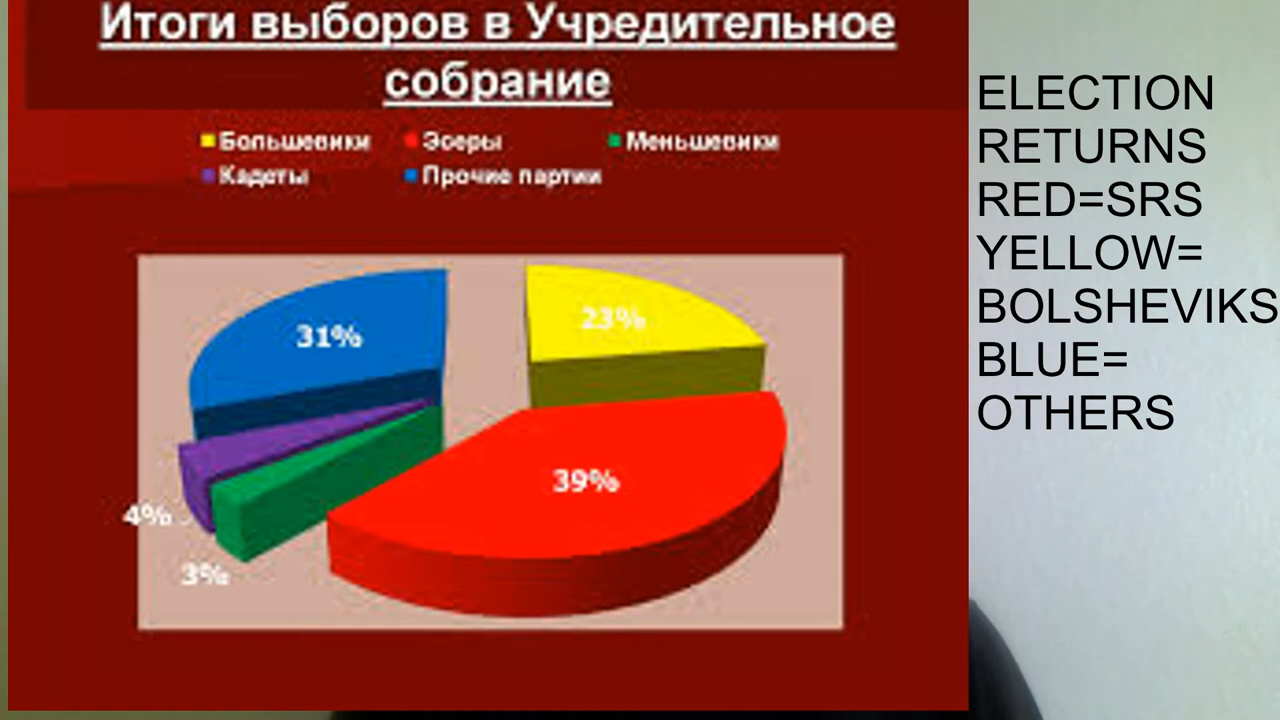 Итоги выборов в Учредительное
собрание
Большевики Эсеры Меньшевики
Кадеты Прочие партии
31%
23%
39%
4%
3%
ELECTION
RETURNS
RED=SRS
YELLOW=
BOLSHEVIKS
BLUE=
OTHERS